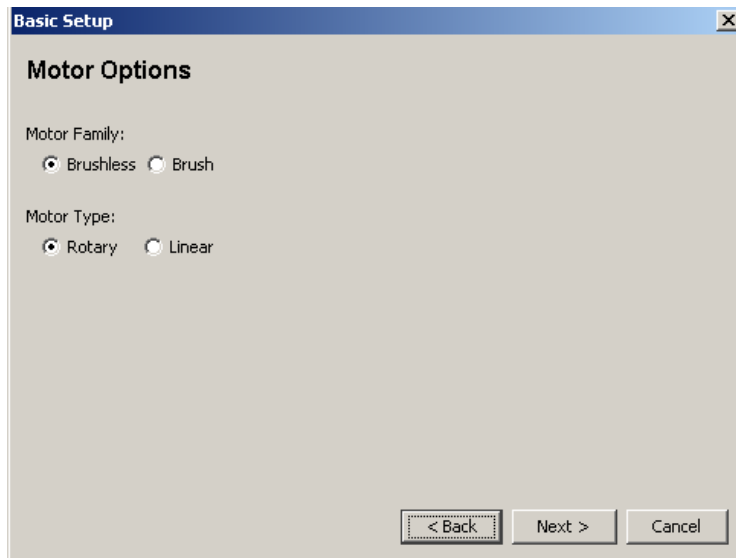 Basic Setup
Motor Options
Motor Family:
Brushless Brush
Motor Type:
Rotary Linear
< Back Next > Cancel